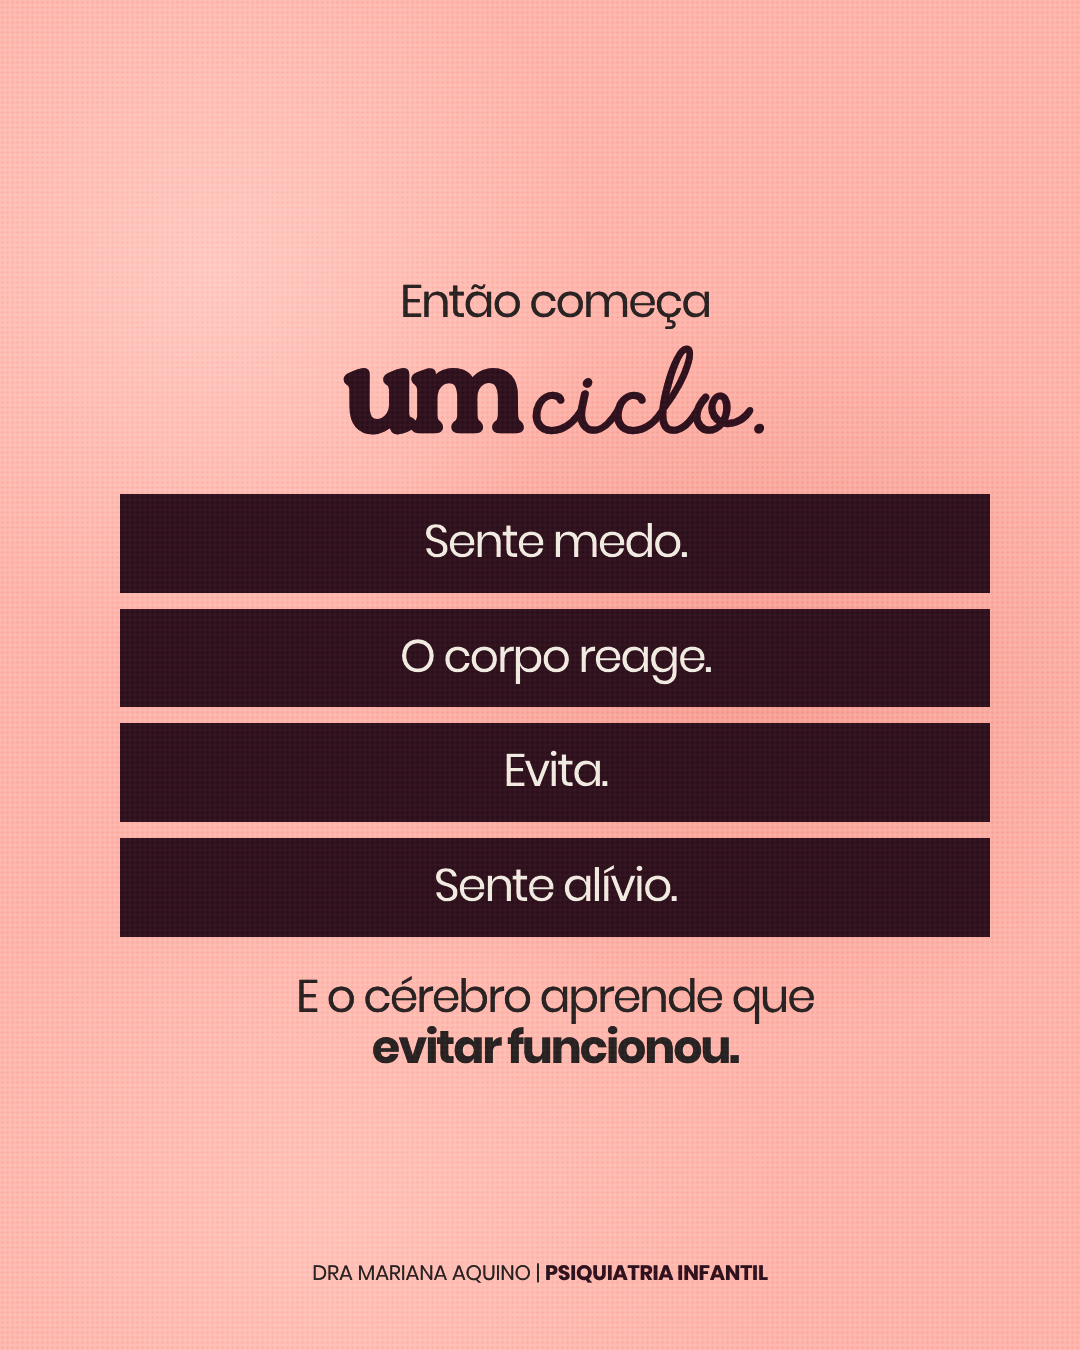 Então começa
um ciclo.
Sente medo.
O corpo reage.
Evita.
Sente alívio.
E o cérebro aprende que
evitar funcionou.
DRA MARIANA AQUINO | PSIQUIATRIA INFANTIL